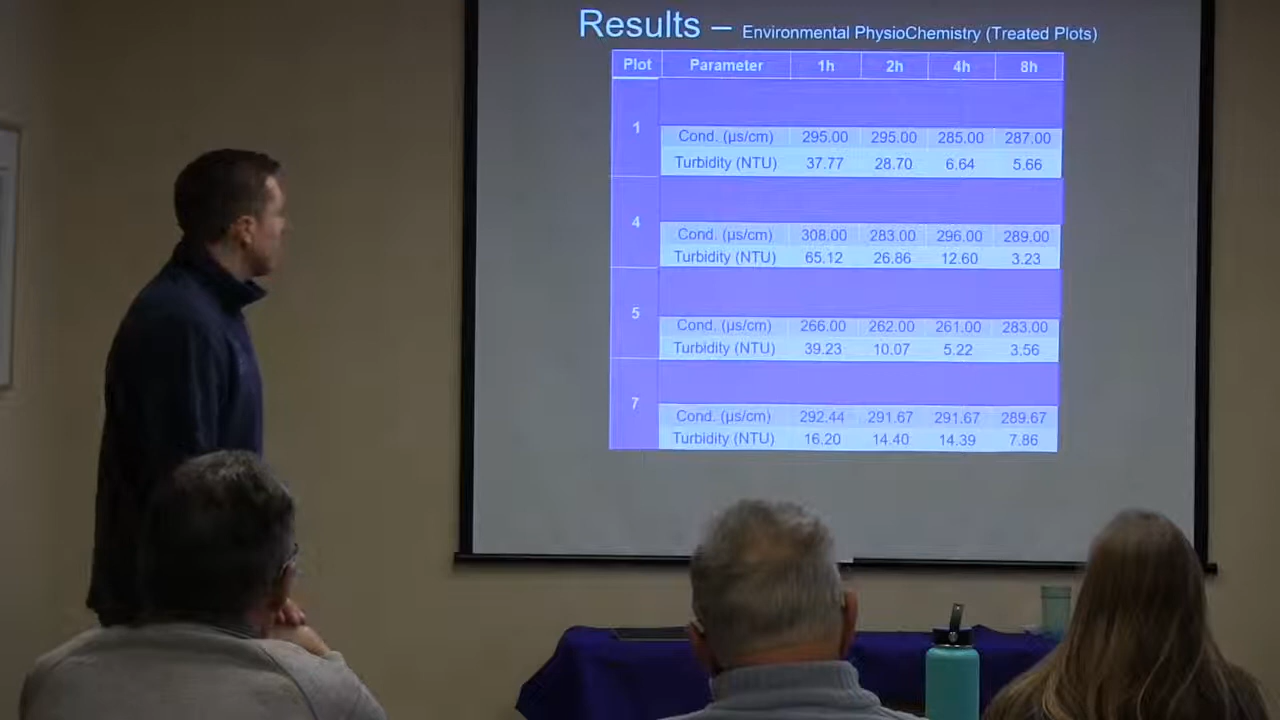 Results – Environmental PhysioChemistry (Treated Plots)
Plot Parameter 1h 2h 4h 8h
1
Cond. (µs/cm) 295.00 295.00 285.00 287.00
Turbidity (NTU) 37.77 28.70 6.64 5.66
4
Cond. (µs/cm) 308.00 283.00 296.00 289.00
Turbidity (NTU) 65.12 26.86 12.60 3.23
5
Cond. (µs/cm) 266.00 262.00 261.00 283.00
Turbidity (NTU) 39.23 10.07 5.22 3.56
7
Cond. (µs/cm) 292.44 291.67 291.67 289.67
Turbidity (NTU) 16.20 14.40 14.39 7.86